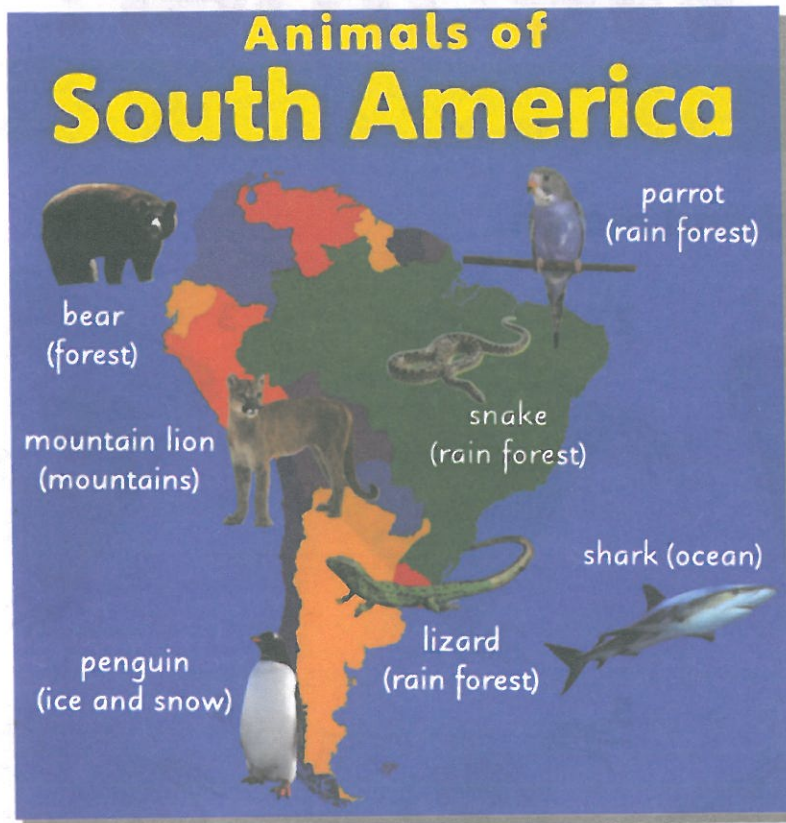 Animals of
South America
parrot
(rain forest)
bear
(forest)
snake
(rain forest)
mountain lion
(mountains)
shark (ocean)
lizard
(rain forest)
penguin
(ice and snow)